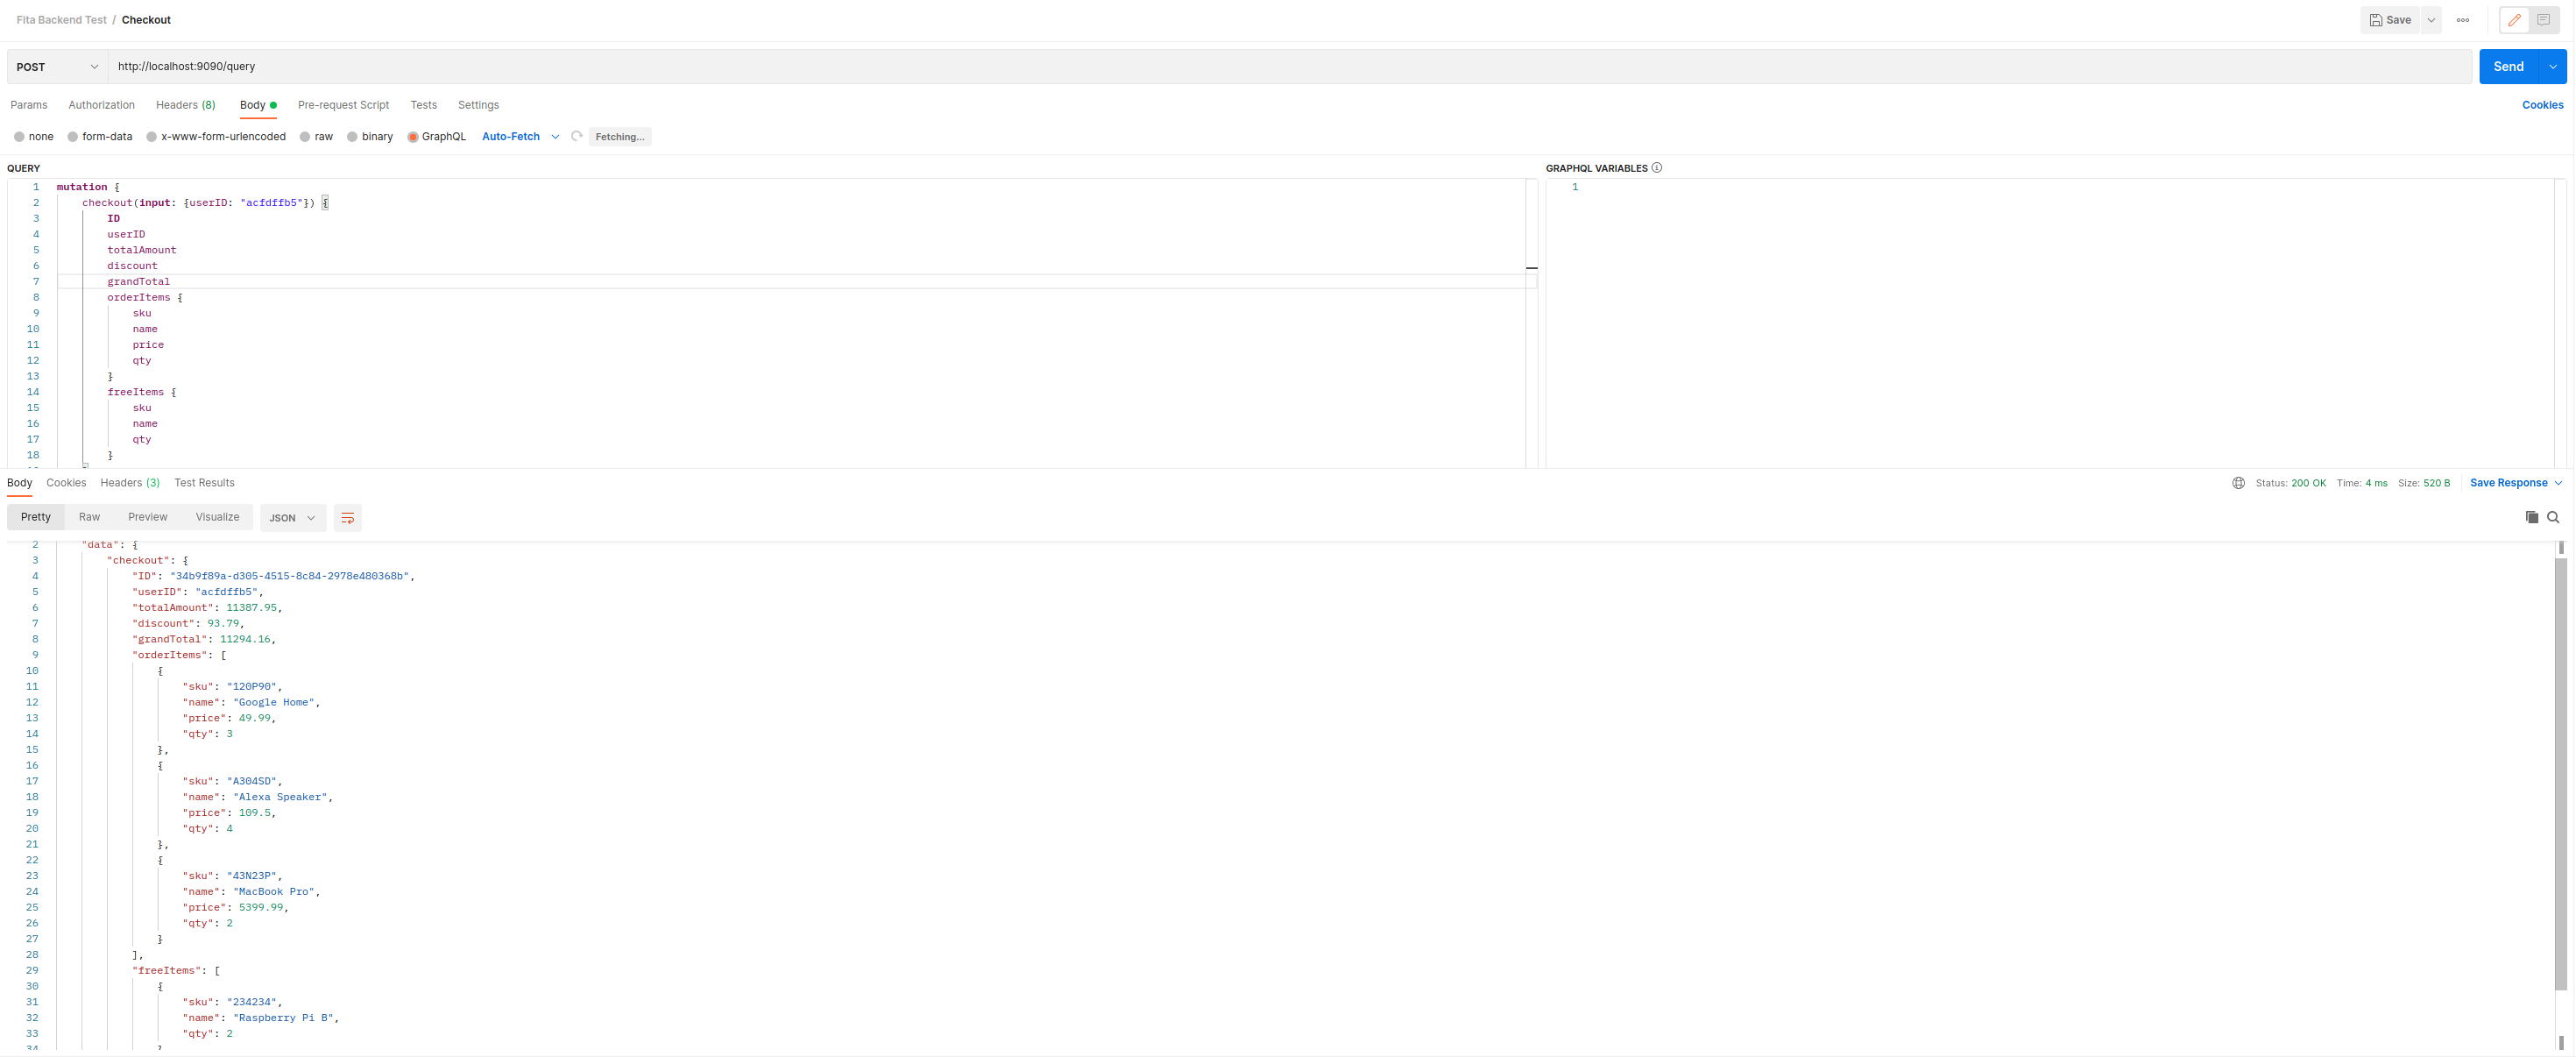 Fita Backend Test / Checkout
Save
POST http://localhost:9090/query
Send
Params Authorization Headers (8) Body Pre-request Script Tests Settings Cookies
none form-data x-www-form-urlencoded raw binary GraphQL Auto-Fetch Fetching...
QUERY
1 mutation {
2 checkout(input: {userID: "acfdffb5"}) {
3 ID
4 userID
5 totalAmount
6 discount
7 grandTotal
8 orderItems {
9 sku
10 name
11 price
12 qty
13 }
14 freeItems {
15 sku
16 name
17 qty
18 }
GRAPHQL VARIABLES
1
Body Cookies Headers (3) Test Results
Status: 200 OK Time: 4 ms Size: 520 B Save Response
Pretty Raw Preview Visualize JSON
2 "data": {
3 "checkout": {
4 "ID": "34b9f89a-d305-4515-8c84-2978e480368b",
5 "userID": "acfdffb5",
6 "totalAmount": 11387.95,
7 "discount": 93.79,
8 "grandTotal": 11294.16,
9 "orderItems": [
10 {
11 "sku": "120P90",
12 "name": "Google Home",
13 "price": 49.99,
14 "qty": 3
15 },
16 {
17 "sku": "A304SD",
18 "name": "Alexa Speaker",
19 "price": 109.5,
20 "qty": 4
21 },
22 {
23 "sku": "43N23P",
24 "name": "MacBook Pro",
25 "price": 5399.99,
26 "qty": 2
27 }
28 ],
29 "freeItems": [
30 {
31 "sku": "234234",
32 "name": "Raspberry Pi B",
33 "qty": 2
34 }